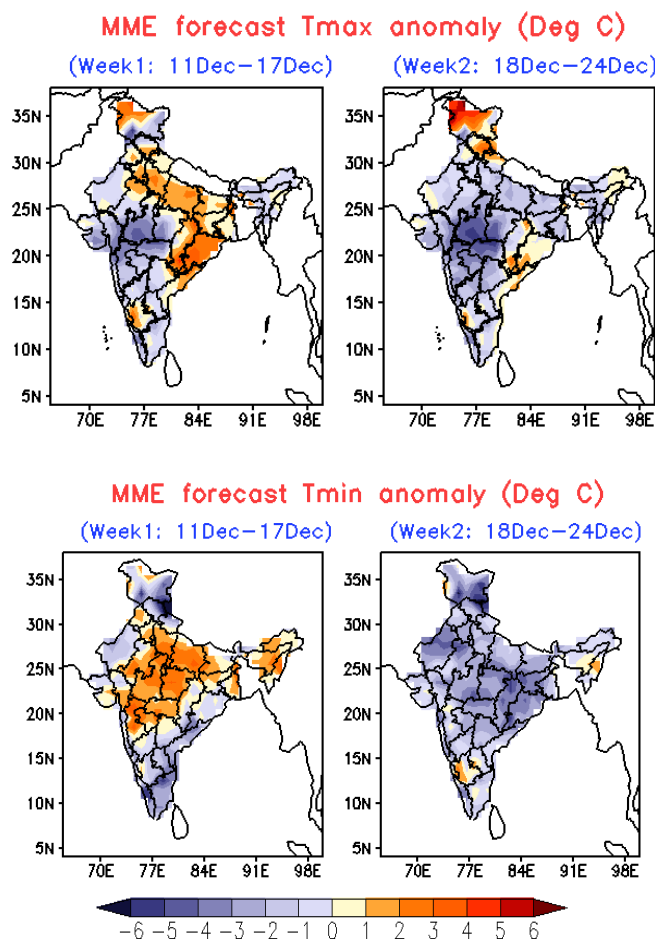 MME forecast Tmax anomaly (Deg C)
(Week1: 11Dec–17Dec) (Week2: 18Dec–24Dec)
35N 35N
30N 30N
25N 25N
20N 20N
15N 15N
10N 10N
5N 5N
70E 77E 84E 91E 98E 70E 77E 84E 91E 98E
MME forecast Tmin anomaly (Deg C)
(Week1: 11Dec–17Dec) (Week2: 18Dec–24Dec)
35N 35N
30N 30N
25N 25N
20N 20N
15N 15N
10N 10N
5N 5N
70E 77E 84E 91E 98E 70E 77E 84E 91E 98E
−6 −5 −4 −3 −2 −1 0 1 2 3 4 5 6